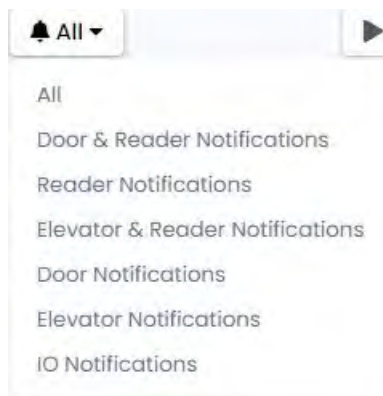 All
All
Door & Reader Notifications
Reader Notifications
Elevator & Reader Notifications
Door Notifications
Elevator Notifications
IO Notifications